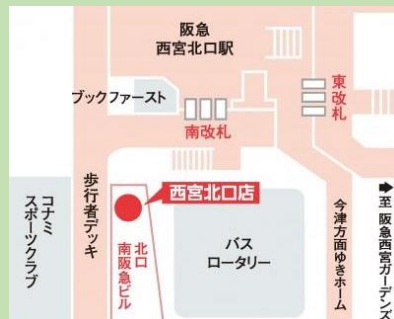 阪急
西宮北口駅
ブックファースト
南改札
東改札
西宮北口店
歩行者デッキ
コナミ
スポーツクラブ
北口
南阪急ビル
バス
ロータリー
今津方面ゆきホーム
至 阪急西宮ガーデンズ